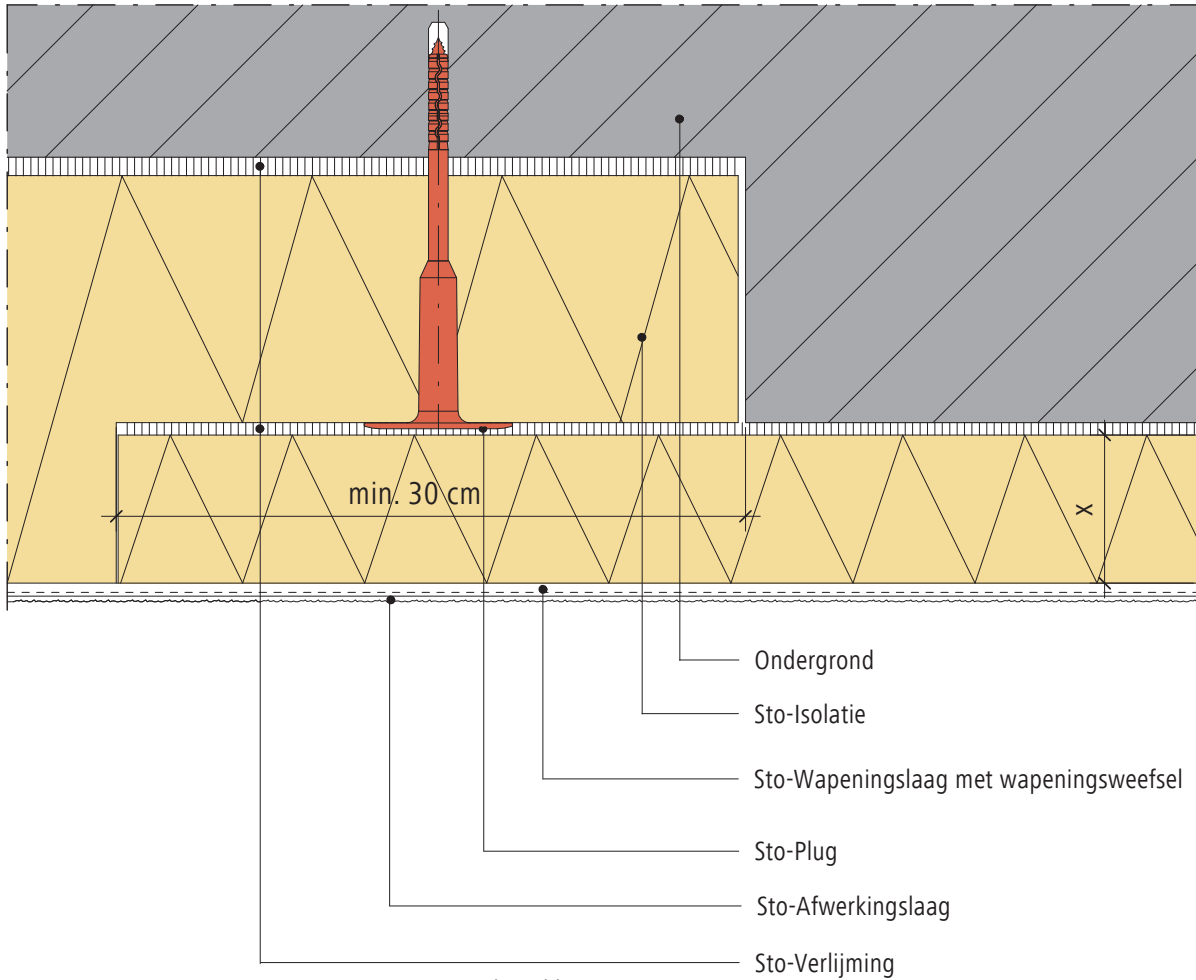 min. 30 cm
X
Ondergrond
Sto-Isolatie
Sto-Wapeningslaag met wapeningsweefsel
Sto-Plug
Sto-Afwerkingslaag
Sto-Verlijming